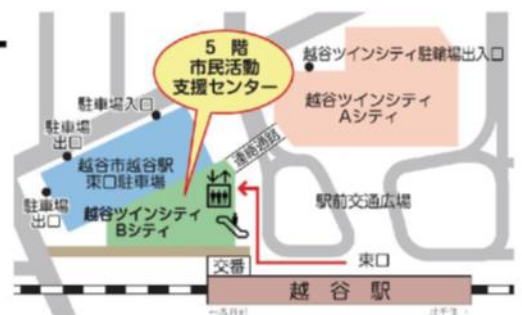 5 階
市民活動
支援センター
越谷ツインシティ駐輪場出入口
越谷ツインシティ
Aシティ
駐車場入口
駐車場
出口
連絡通路
越谷市越谷駅
東口駐車場
駐車場
出口
越谷ツインシティ
Bシティ
駅前交通広場
交番
東口
越谷駅